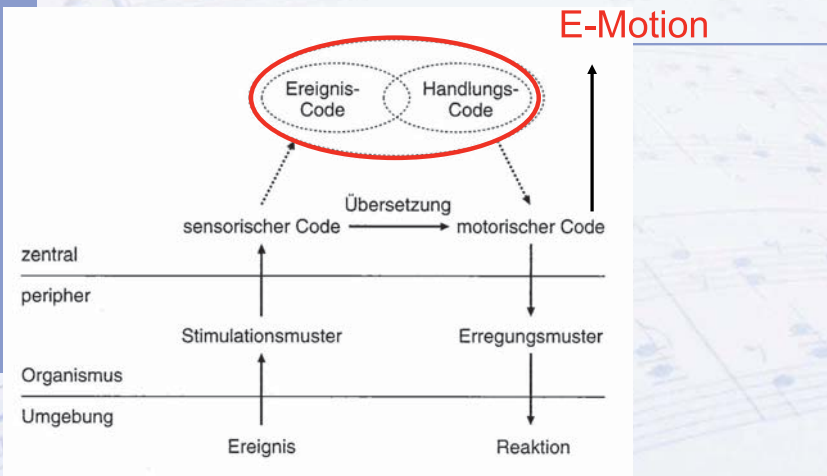 E-Motion
Ereignis-
Code
Handlungs-
Code
Übersetzung
sensorischer Code
motorischer Code
zentral
peripher
Stimulationsmuster
Erregungsmuster
Organismus
Umgebung
Ereignis
Reaktion